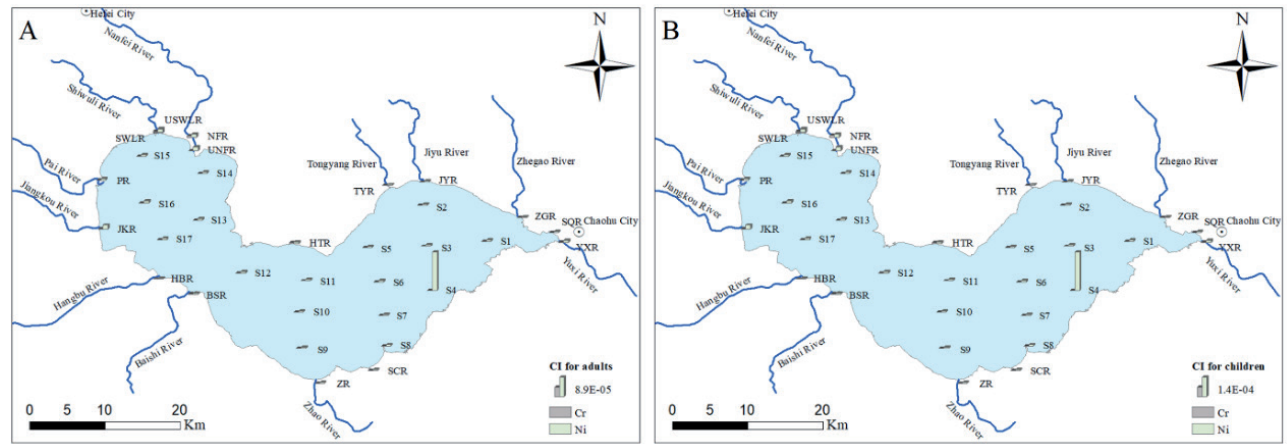 A
Hefei City
N
Nanfei River
Shiwuli River
USWLR
SWLR
NFR
UNFR
S15
Pai River
PR
S14
Tongyang River
Jiyu River
Zhegao River
TYR
JYR
Jiangkou River
S16
S2
JKR
S13
ZGR
SQR
Chaohu City
S17
HTR
S5
S3
S1
YXR
Yuxi River
Hangbu River
HBR
S12
S11
S6
S4
BSR
S10
S7
Baishi River
S9
S8
SCR
ZR
Zhao River
CI for adults
8.9E-05
Cr
Ni
0 10 20
Km
B
Hefei City
N
Nanfei River
Shiwuli River
USWLR
SWLR
NFR
UNFR
S15
Pai River
PR
S14
Tongyang River
Jiyu River
Zhegao River
TYR
JYR
Jiangkou River
S16
S2
JKR
S13
ZGR
SQR
Chaohu City
S17
HTR
S5
S3
S1
YXR
Yuxi River
Hangbu River
HBR
S12
S11
S6
S4
BSR
S10
S7
Baishi River
S9
S8
SCR
ZR
Zhao River
CI for children
1.4E-04
Cr
Ni
0 10 20
Km